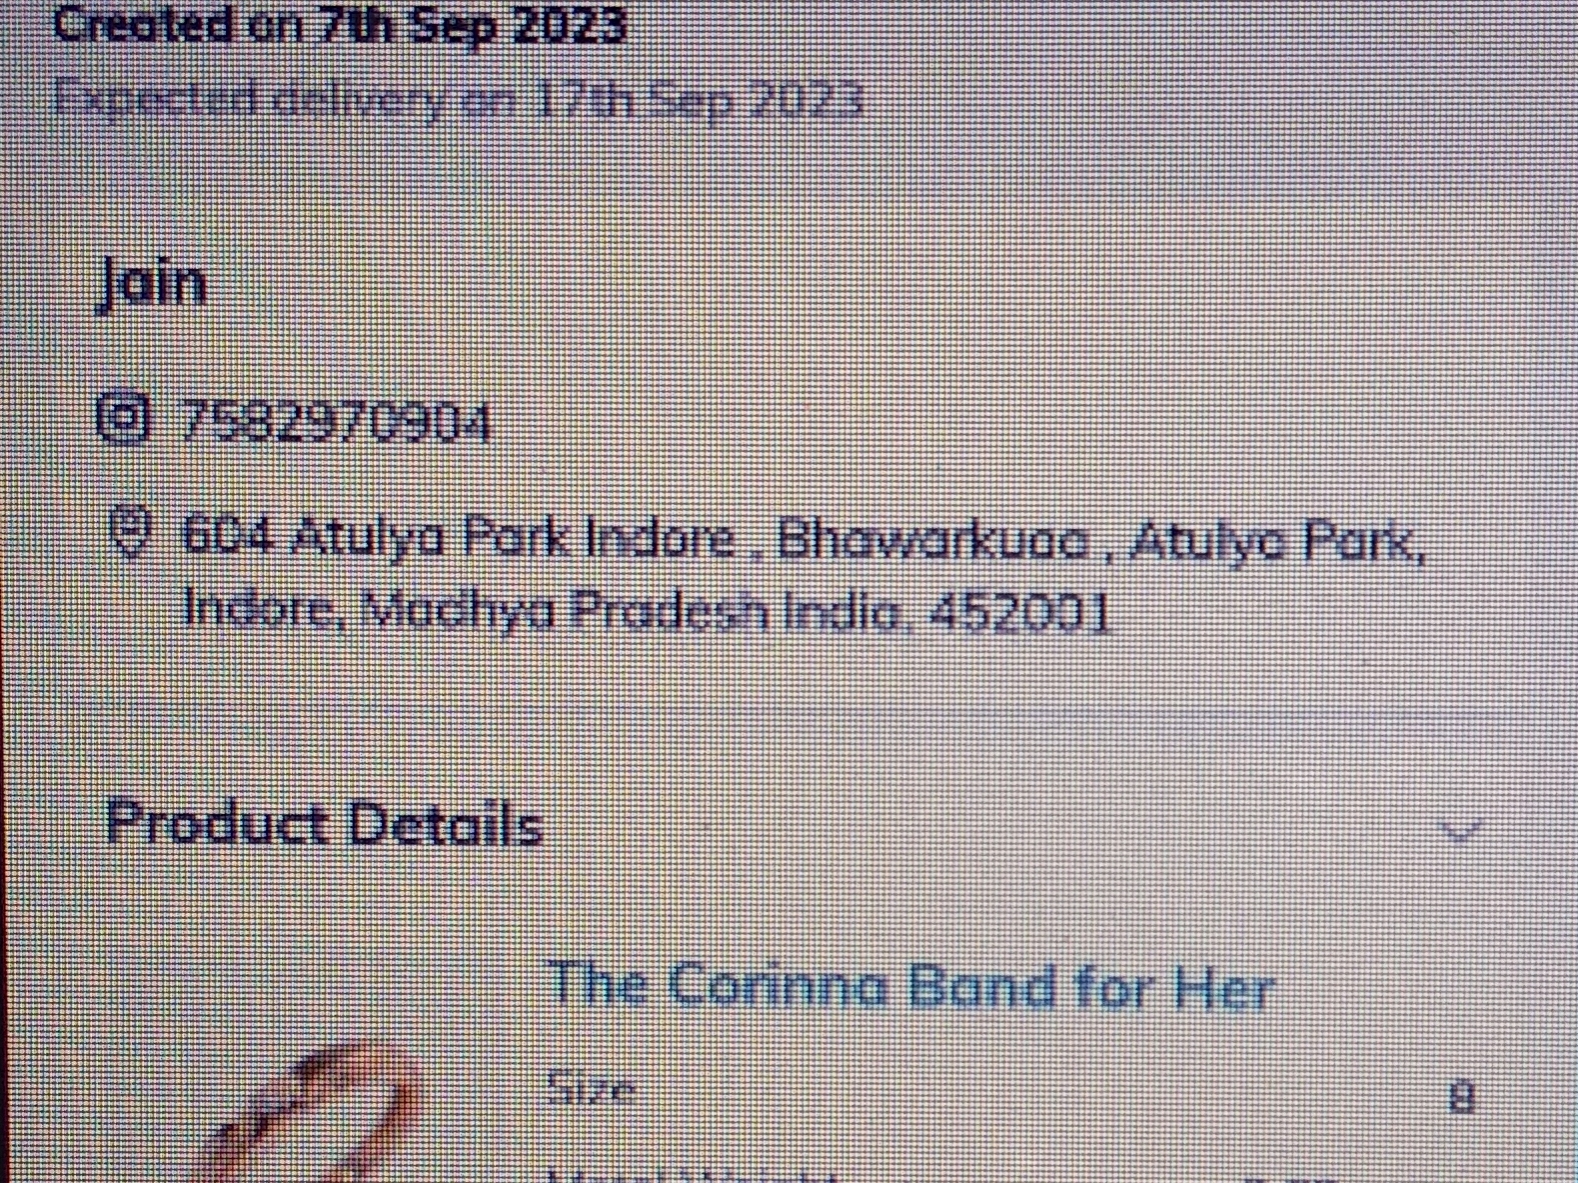 Created on 7th Sep 2023
Expected delivery on 17th Sep 2023
Jain
7582970904
604 Atulya Park Indore , Bhawarkuaa , Atulya Park,
Indore, Madhya Pradesh India, 452001
Product Details
The Corinna Band for Her
Size 8